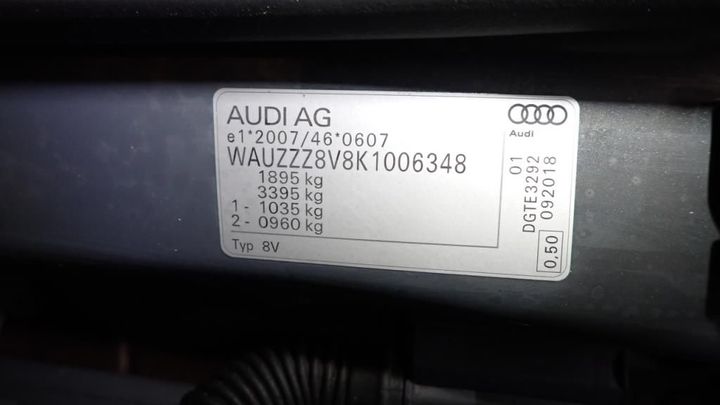 AUDI AG
Audi
e1*2007/46*0607
WAUZZZ8V8K1006348
1895 kg
3395 kg
1 - 1035 kg
2 - 0960 kg
Typ 8V
01
DGTE3292
092018
0,50